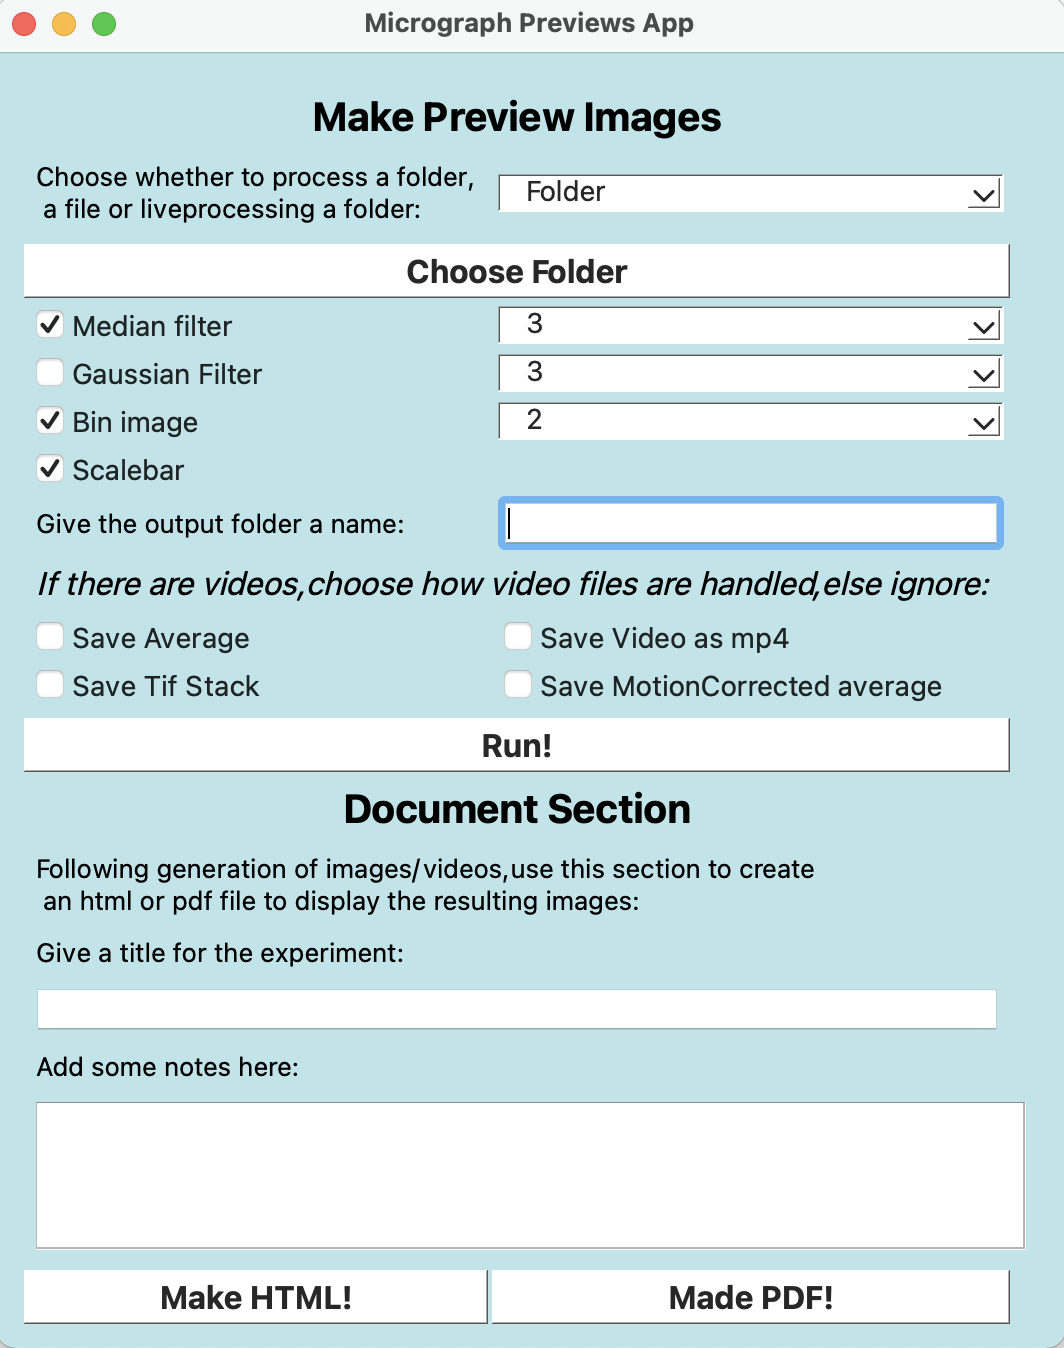 Micrograph Previews App
Make Preview Images
Choose whether to process a folder,
a file or liveprocessing a folder:
Folder
Choose Folder
Median filter
3
Gaussian Filter
3
Bin image
2
Scalebar
Give the output folder a name:
If there are videos,choose how video files are handled,else ignore:
Save Average
Save Video as mp4
Save Tif Stack
Save MotionCorrected average
Run!
Document Section
Following generation of images/videos,use this section to create
an html or pdf file to display the resulting images:
Give a title for the experiment:
Add some notes here:
Make HTML!
Made PDF!